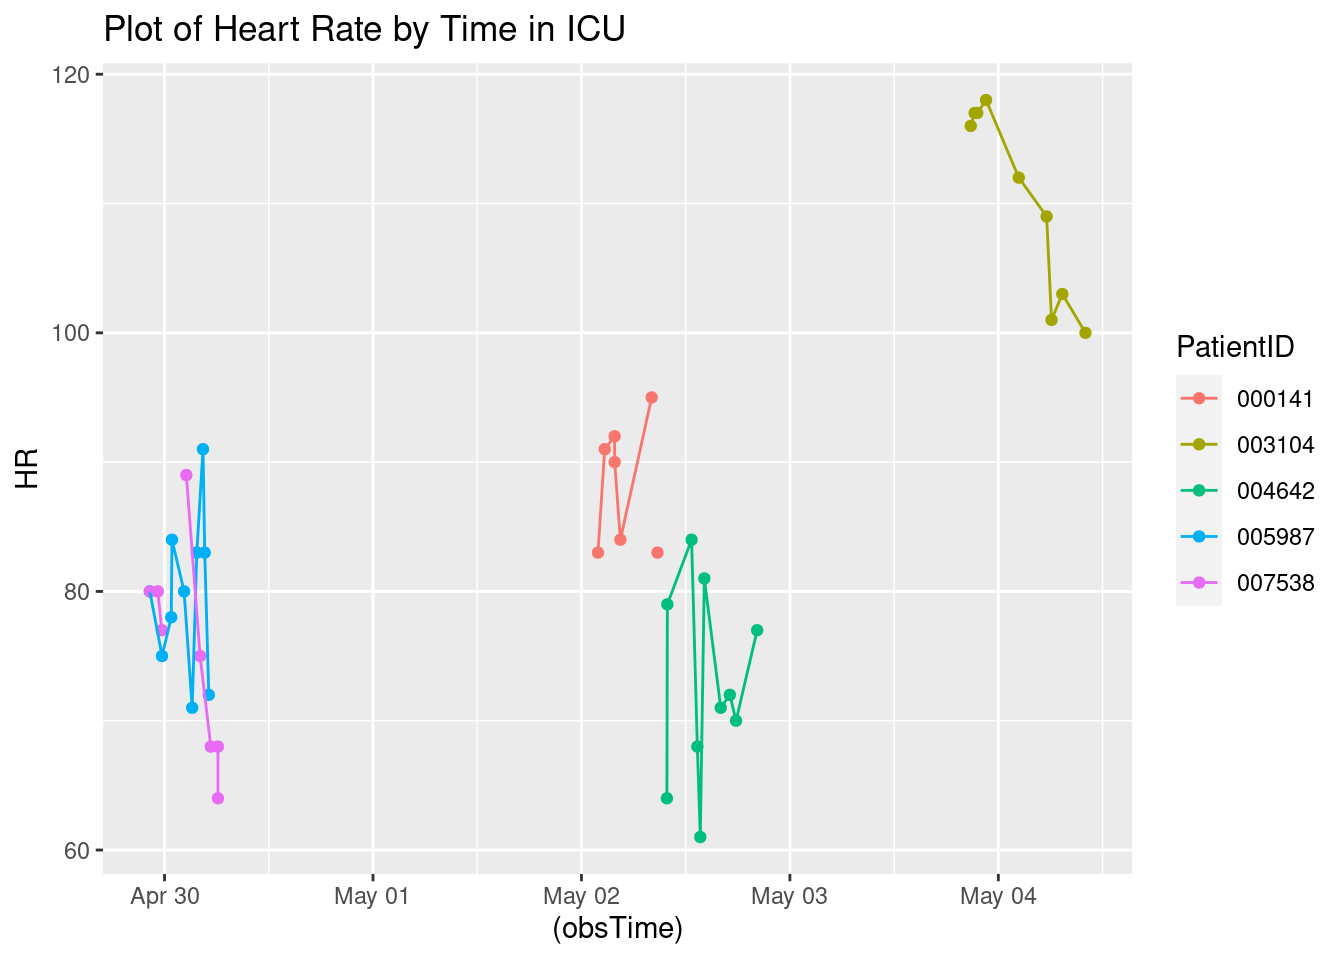 Plot of Heart Rate by Time in ICU
120
100
80
60
HR
Apr 30
May 01
May 02
May 03
May 04
(obsTime)
PatientID
000141
003104
004642
005987
007538